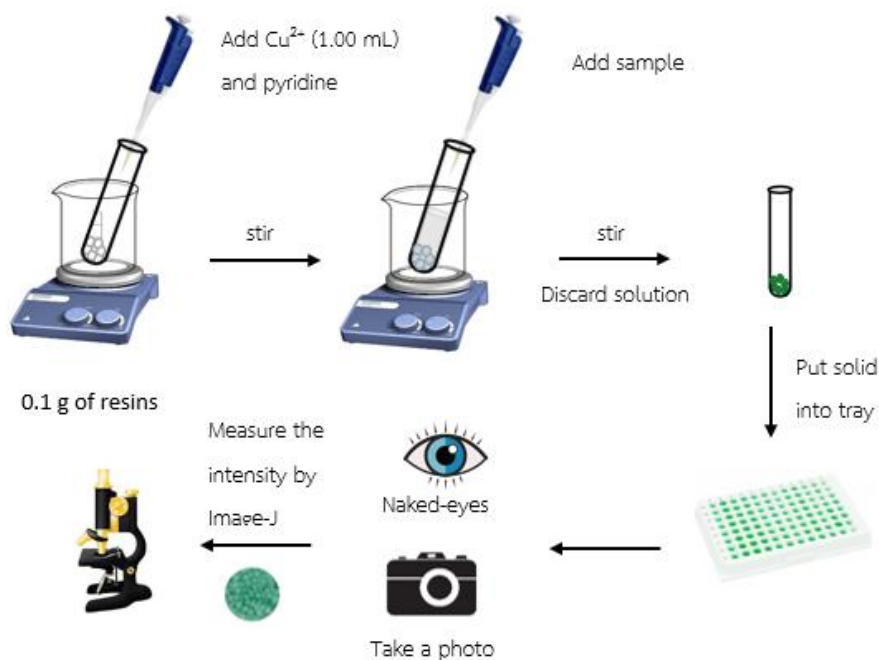 Add Cu²⁺ (1.00 mL)
and pyridine
Add sample
stir
stir
Discard solution
Put solid
into tray
0.1 g of resins
Measure the
intensity by
Image-J
Naked-eyes
Take a photo